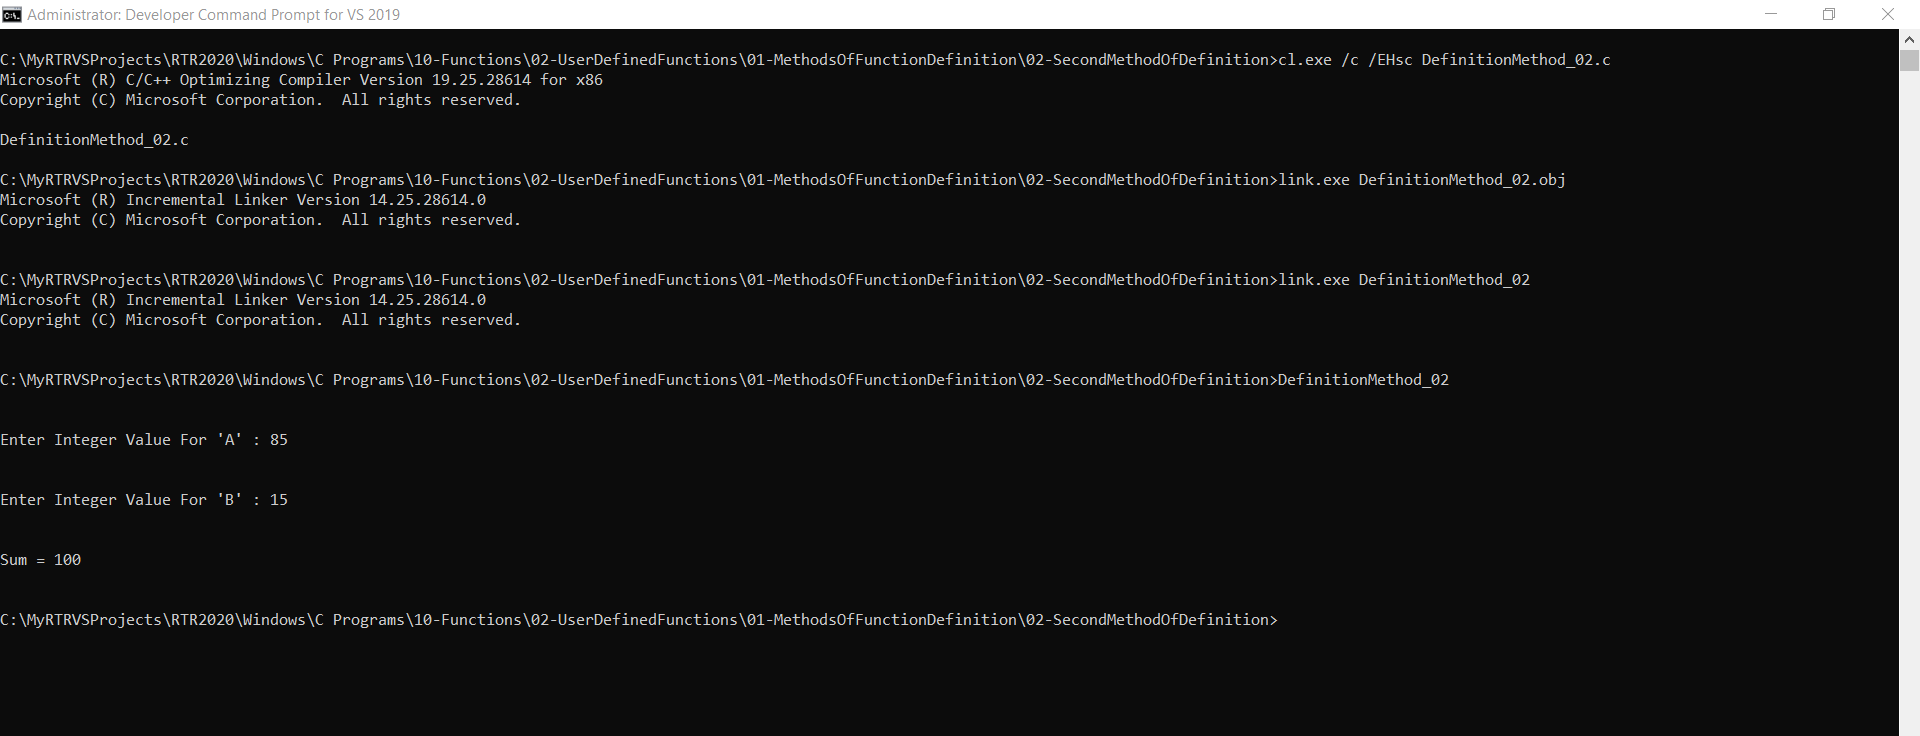 Administrator: Developer Command Prompt for VS 2019
C:\MyRTRVSProjects\RTR2020\Windows\C Programs\10-Functions\02-UserDefinedFunctions\01-MethodsOfFunctionDefinition\02-SecondMethodOfDefinition>cl.exe /c /EHsc DefinitionMethod_02.c
Microsoft (R) C/C++ Optimizing Compiler Version 19.25.28614 for x86
Copyright (C) Microsoft Corporation.  All rights reserved.
DefinitionMethod_02.c
C:\MyRTRVSProjects\RTR2020\Windows\C Programs\10-Functions\02-UserDefinedFunctions\01-MethodsOfFunctionDefinition\02-SecondMethodOfDefinition>link.exe DefinitionMethod_02.obj
Microsoft (R) Incremental Linker Version 14.25.28614.0
Copyright (C) Microsoft Corporation.  All rights reserved.
C:\MyRTRVSProjects\RTR2020\Windows\C Programs\10-Functions\02-UserDefinedFunctions\01-MethodsOfFunctionDefinition\02-SecondMethodOfDefinition>link.exe DefinitionMethod_02
Microsoft (R) Incremental Linker Version 14.25.28614.0
Copyright (C) Microsoft Corporation.  All rights reserved.
C:\MyRTRVSProjects\RTR2020\Windows\C Programs\10-Functions\02-UserDefinedFunctions\01-MethodsOfFunctionDefinition\02-SecondMethodOfDefinition>DefinitionMethod_02
Enter Integer Value For 'A' : 85
Enter Integer Value For 'B' : 15
Sum = 100
C:\MyRTRVSProjects\RTR2020\Windows\C Programs\10-Functions\02-UserDefinedFunctions\01-MethodsOfFunctionDefinition\02-SecondMethodOfDefinition>